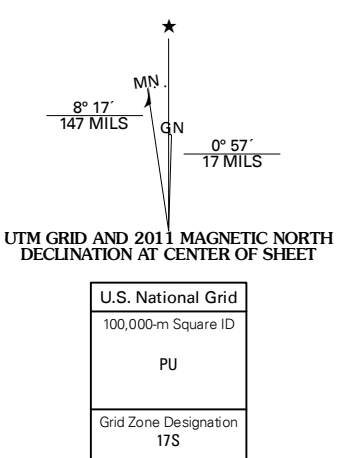 ★
MN
8° 17´
147 MILS
GN
0° 57´
17 MILS
UTM GRID AND 2011 MAGNETIC NORTH
DECLINATION AT CENTER OF SHEET
U.S. National Grid
100,000-m Square ID
PU
Grid Zone Designation
17S